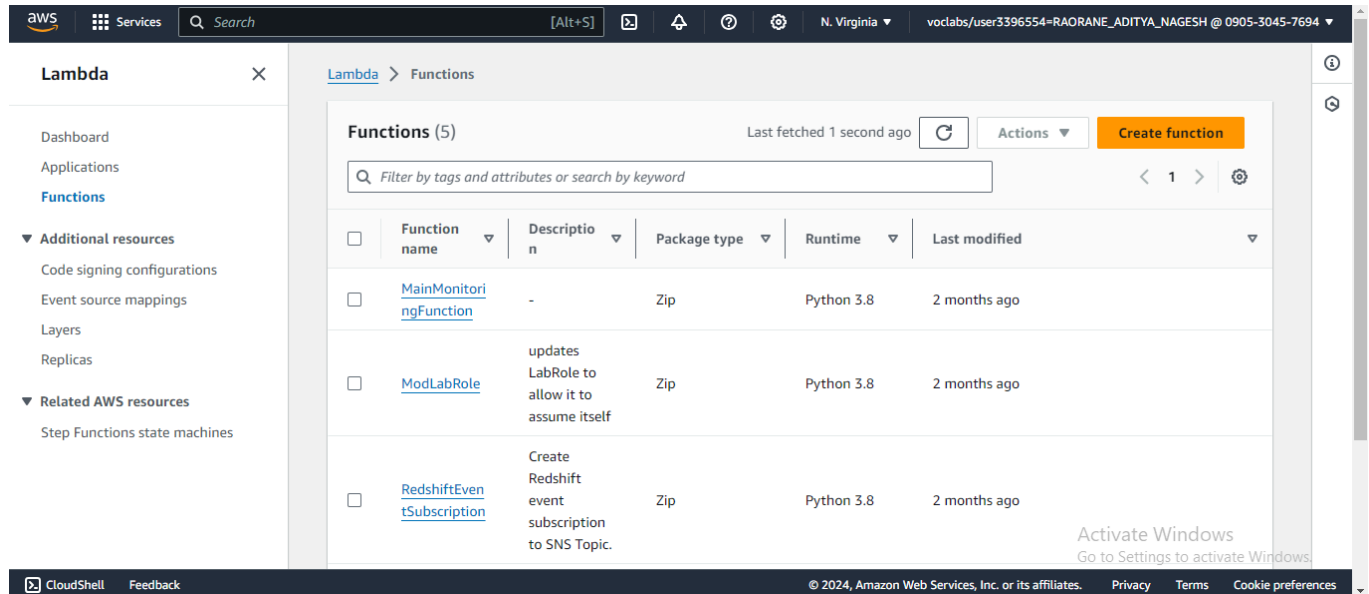 aws
Services
Search
[Alt+S]
N. Virginia
voclabs/user3396554=RAORANE_ADITYA_NAGESH @ 0905-3045-7694
Lambda
Dashboard
Applications
Functions
Additional resources
Code signing configurations
Event source mappings
Layers
Replicas
Related AWS resources
Step Functions state machines
Lambda > Functions
Functions (5)
Last fetched 1 second ago
Actions
Create function
Filter by tags and attributes or search by keyword
1
Function
name
Descriptio
n
Package type
Runtime
Last modified
MainMonitori
ngFunction
-
Zip
Python 3.8
2 months ago
ModLabRole
updates
LabRole to
allow it to
assume itself
Zip
Python 3.8
2 months ago
RedshiftEven
tSubscription
Create
Redshift
event
subscription
to SNS Topic.
Zip
Python 3.8
2 months ago
Activate Windows
Go to Settings to activate Windows.
CloudShell
Feedback
© 2024, Amazon Web Services, Inc. or its affiliates.
Privacy
Terms
Cookie preferences